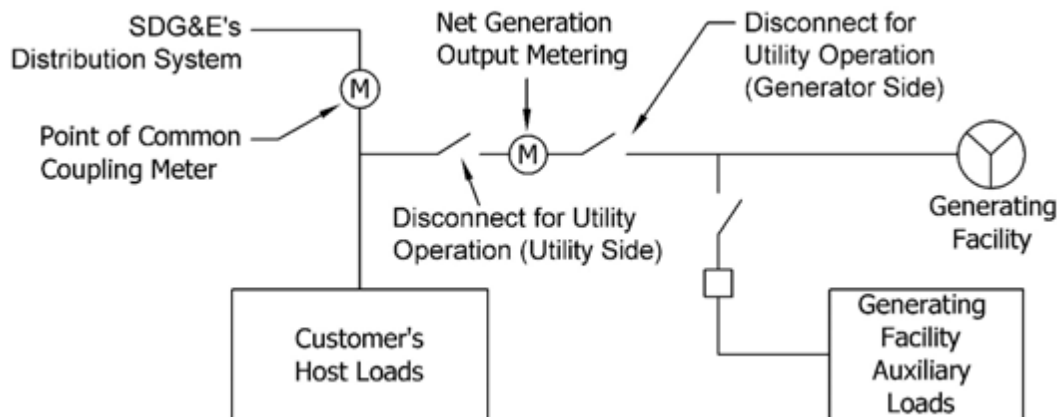 SDG&E's
Distribution System
M
Point of Common
Coupling Meter
Net Generation
Output Metering
M
Disconnect for
Utility Operation
(Generator Side)
Disconnect for Utility
Operation (Utility Side)
Generating
Facility
Customer's
Host Loads
Generating
Facility
Auxiliary
Loads